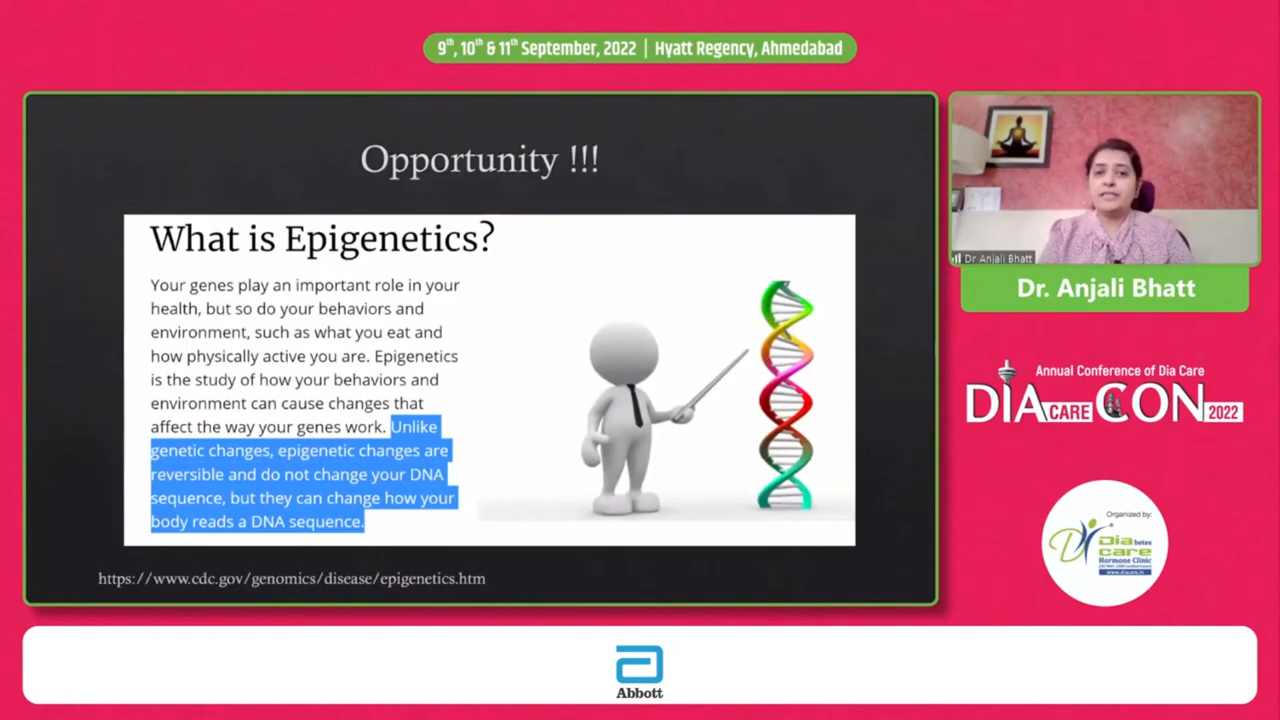 9th, 10th & 11th September, 2022 | Hyatt Regency, Ahmedabad
Opportunity !!!
What is Epigenetics?
Your genes play an important role in your
health, but so do your behaviors and
environment, such as what you eat and
how physically active you are. Epigenetics
is the study of how your behaviors and
environment can cause changes that
affect the way your genes work. Unlike
genetic changes, epigenetic changes are
reversible and do not change your DNA
sequence, but they can change how your
body reads a DNA sequence.
https://www.cdc.gov/genomics/disease/epigenetics.htm
Dr Anjali Bhatt
Dr. Anjali Bhatt
Annual Conference of Dia Care
DIACARE CON 2022
Organized by:
Diabetes
care
Hormone Clinic
www.diacare.in
a
Abbott